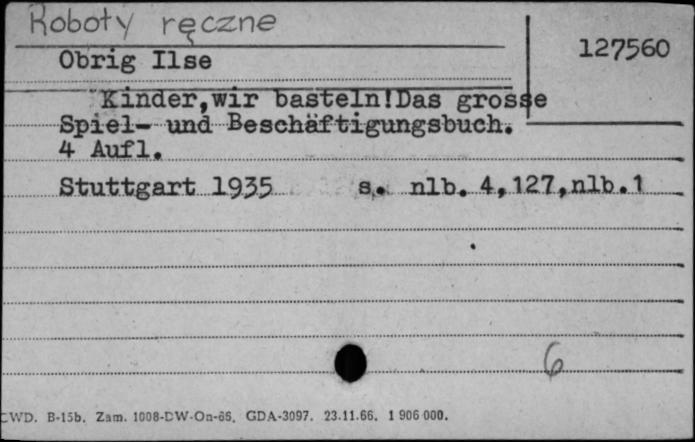 Roboty ręczne
127560
Obrig Ilse
Kinder,wir basteln!Das grosse
Spiel- und Beschäftigungsbuch.
4 Aufl.
Stuttgart 1935 s. nlb. 4,127,nlb.1
6
CWD. B-15b. Zam. 1008-DW-On-66. GDA-3097. 23.11.66. 1 906 000.